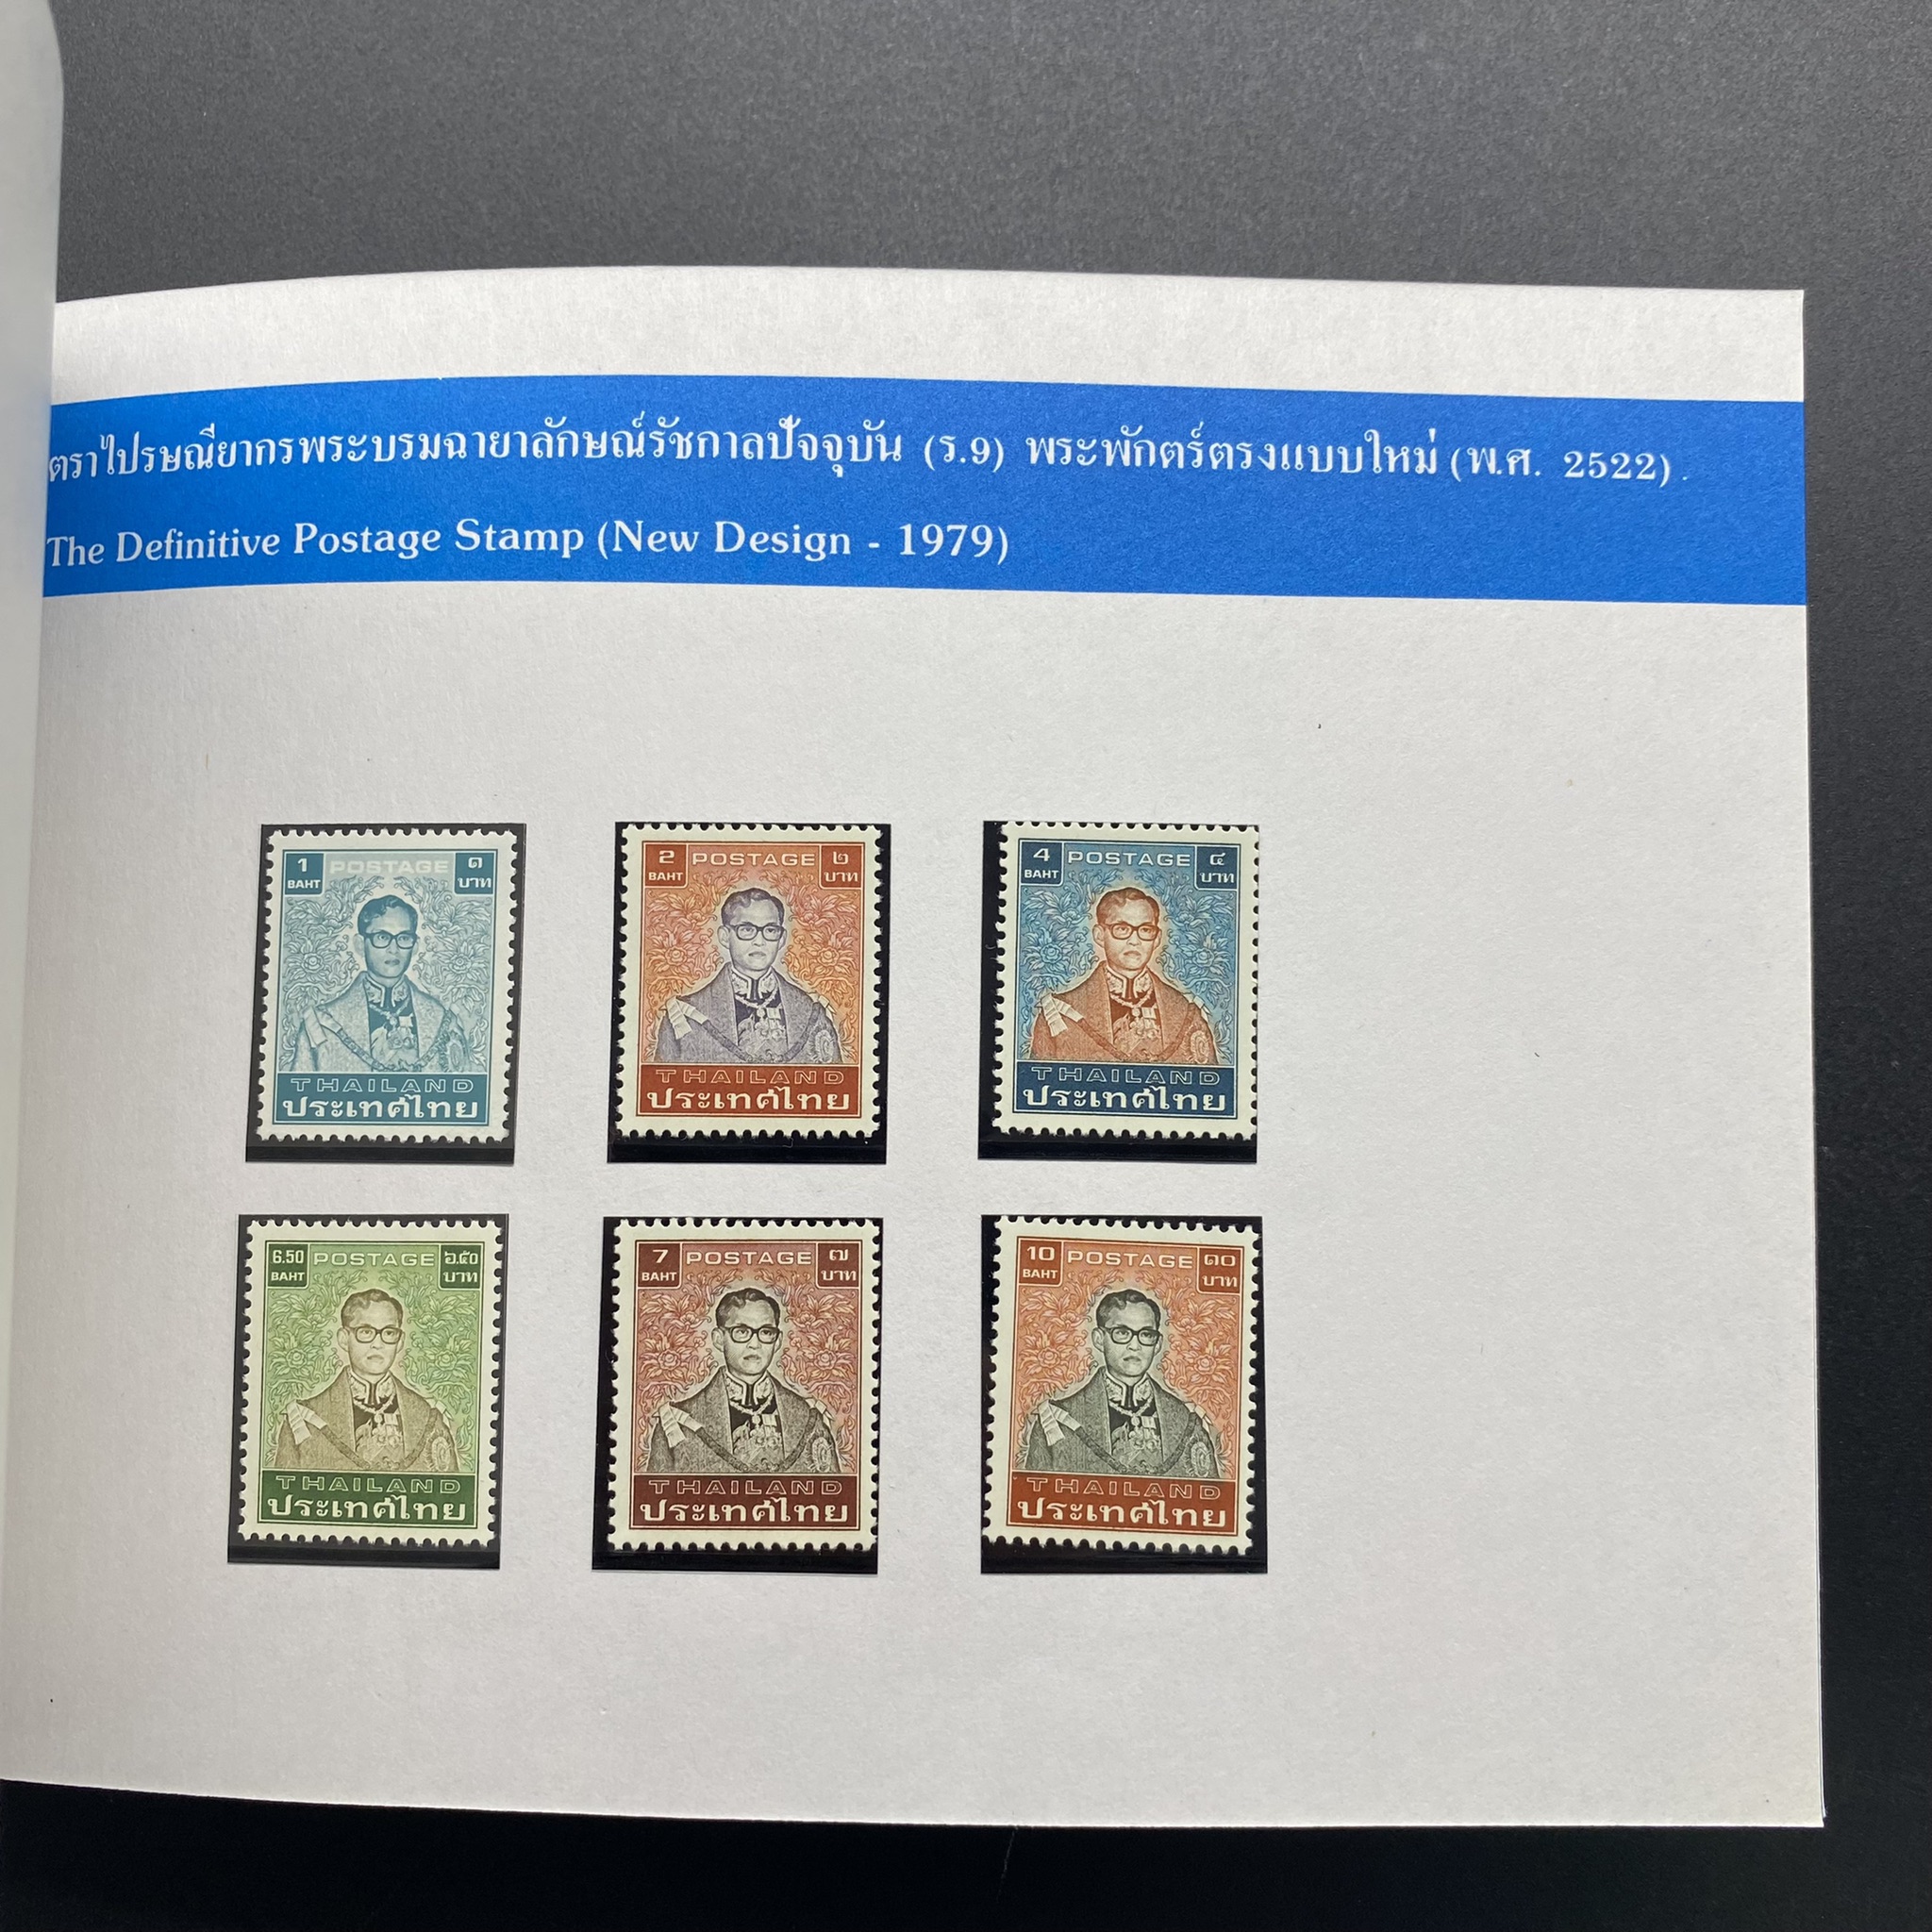 ตราไปรษณียากรพระบรมฉายาลักษณ์รัชกาลปัจจุบัน (ร.9) พระพักตร์ตรงแบบใหม่ (พ.ศ. 2522) .
The Definitive Postage Stamp (New Design - 1979)
1 POSTAGE ๑
BAHT บาท
THAILAND
ประเทศไทย
2 POSTAGE ๒
BAHT บาท
THAILAND
ประเทศไทย
4 POSTAGE ๔
BAHT บาท
THAILAND
ประเทศไทย
6.50 POSTAGE ๖.๕๐
BAHT บาท
THAILAND
ประเทศไทย
7 POSTAGE ๗
BAHT บาท
THAILAND
ประเทศไทย
10 POSTAGE ๑๐
BAHT บาท
THAILAND
ประเทศไทย